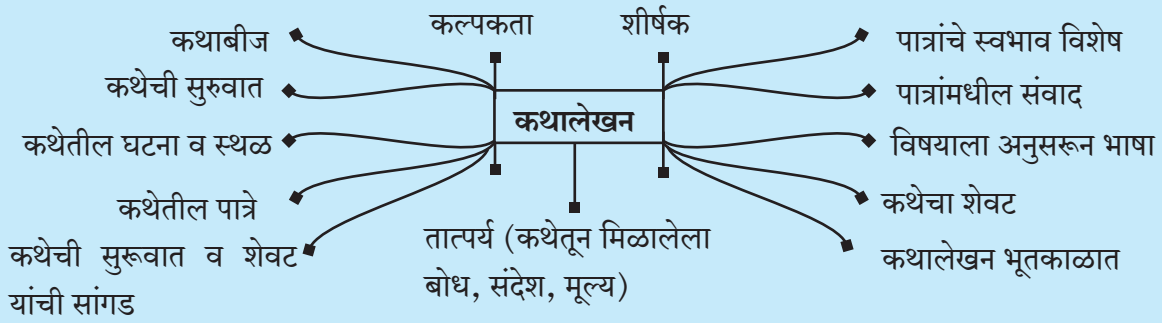 कल्पकता
शीर्षक
कथाबीज
कथेची सुरुवात
कथेतील घटना व स्थळ
कथेतील पात्रे
कथेची सुरूवात व शेवट
यांची सांगड
कथालेखन
तात्पर्य (कथेतून मिळालेला
बोध, संदेश, मूल्य)
पात्रांचे स्वभाव विशेष
पात्रांमधील संवाद
विषयाला अनुसरून भाषा
कथेचा शेवट
कथालेखन भूतकाळात